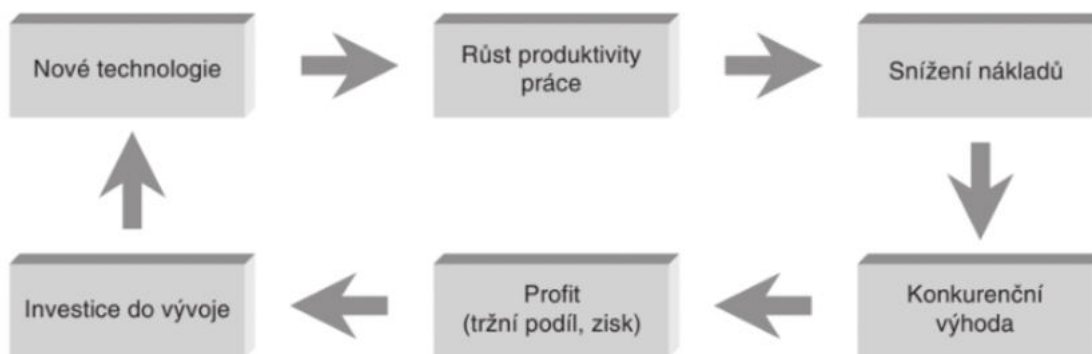 Nové technologie
Růst produktivity
práce
Snížení nákladů
Investice do vývoje
Profit
(tržní podíl, zisk)
Konkurenční
výhoda